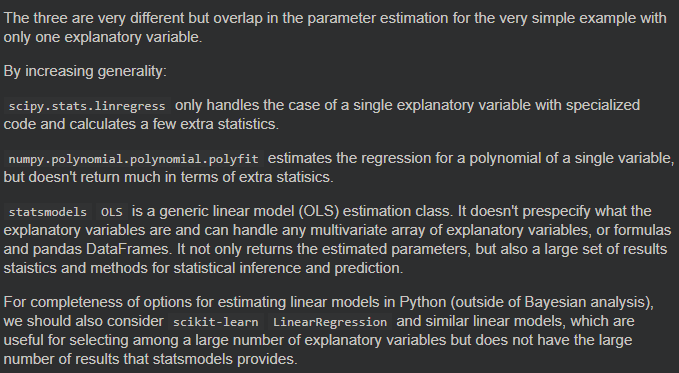 The three are very different but overlap in the parameter estimation for the very simple example with
only one explanatory variable.
By increasing generality:
scipy.stats.linregress only handles the case of a single explanatory variable with specialized
code and calculates a few extra statistics.
numpy.polynomial.polynomial.polyfit estimates the regression for a polynomial of a single variable,
but doesn't return much in terms of extra statisics.
statsmodels OLS is a generic linear model (OLS) estimation class. It doesn't prespecify what the
explanatory variables are and can handle any multivariate array of explanatory variables, or formulas
and pandas DataFrames. It not only returns the estimated parameters, but also a large set of results
staistics and methods for statistical inference and prediction.
For completeness of options for estimating linear models in Python (outside of Bayesian analysis),
we should also consider scikit-learn LinearRegression and similar linear models, which are
useful for selecting among a large number of explanatory variables but does not have the large
number of results that statsmodels provides.